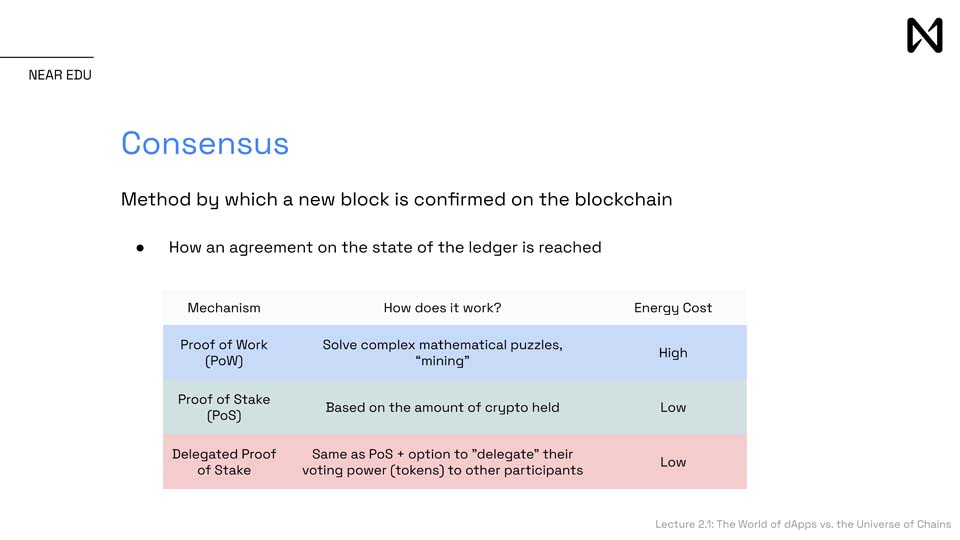 NEAR EDU
Consensus
Method by which a new block is confirmed on the blockchain
● How an agreement on the state of the ledger is reached
Mechanism How does it work? Energy Cost
Proof of Work
(PoW)
Solve complex mathematical puzzles,
“mining”
High
Proof of Stake
(PoS)
Based on the amount of crypto held
Low
Delegated Proof
of Stake
Same as PoS + option to ”delegate” their
voting power (tokens) to other participants
Low
Lecture 2.1: The World of dApps vs. the Universe of Chains